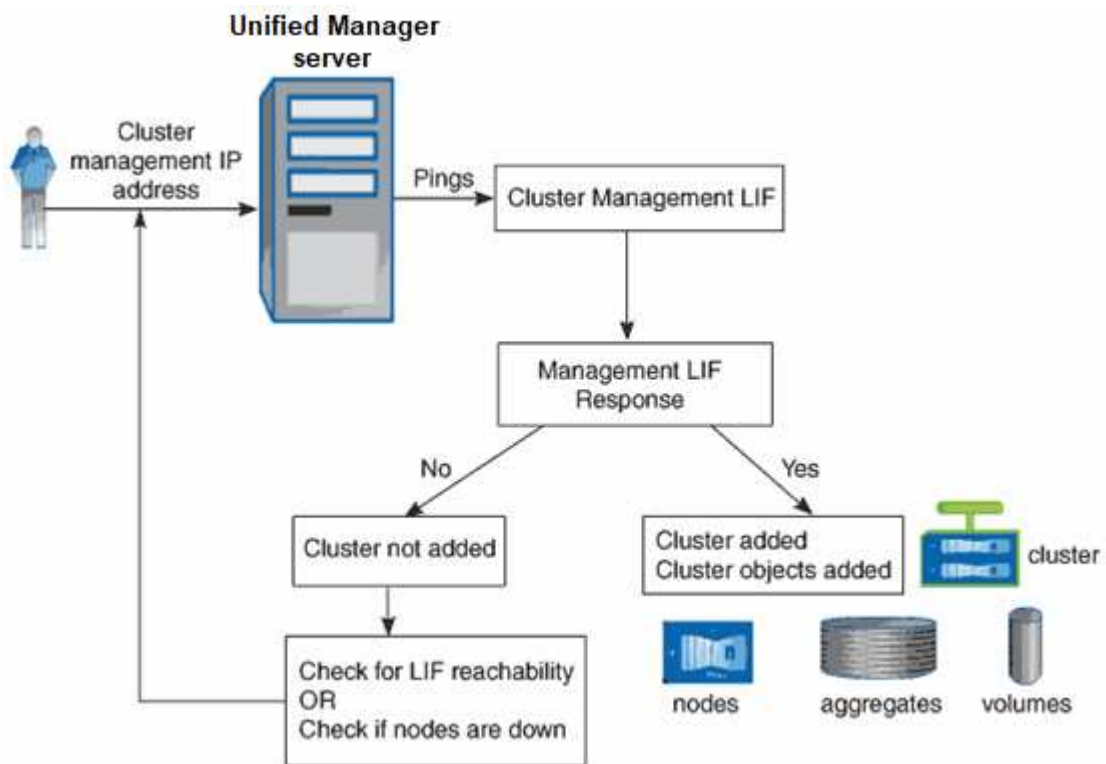 Unified Manager
server
Cluster
management IP
address
Pings
Cluster Management LIF
Management LIF
Response
No
Yes
Cluster not added
Cluster added
Cluster objects added
cluster
Check for LIF reachability
OR
Check if nodes are down
nodes
aggregates
volumes